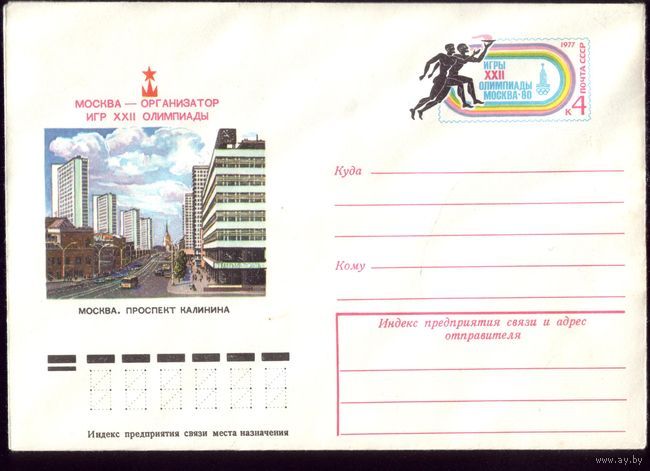 МОСКВА — ОРГАНИЗАТОР
ИГР XXII ОЛИМПИАДЫ
МОСКВА. ПРОСПЕКТ КАЛИНИНА
Индекс предприятия связи места назначения
1977
ИГРЫ
XXII
ОЛИМПИАДЫ
МОСКВА·80
ПОЧТА СССР
К 4
Куда
Кому
Индекс предприятия связи и адрес
отправителя
www.ay.by